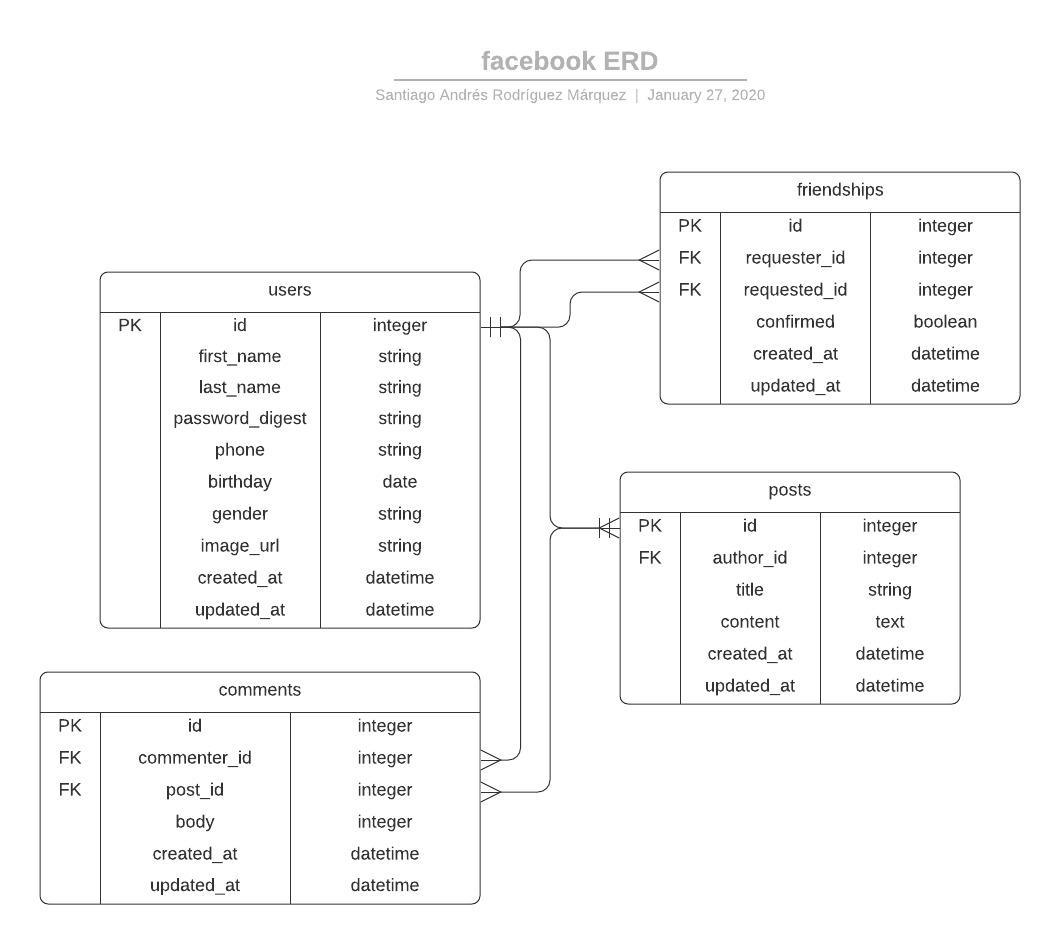 facebook ERD
Santiago Andrés Rodríguez Márquez | January 27, 2020
friendships
PK id integer
FK requester_id integer
FK requested_id integer
confirmed boolean
created_at datetime
updated_at datetime
users
PK id integer
first_name string
last_name string
password_digest string
phone string
birthday date
gender string
image_url string
created_at datetime
updated_at datetime
posts
PK id integer
FK author_id integer
title string
content text
created_at datetime
updated_at datetime
comments
PK id integer
FK commenter_id integer
FK post_id integer
body integer
created_at datetime
updated_at datetime